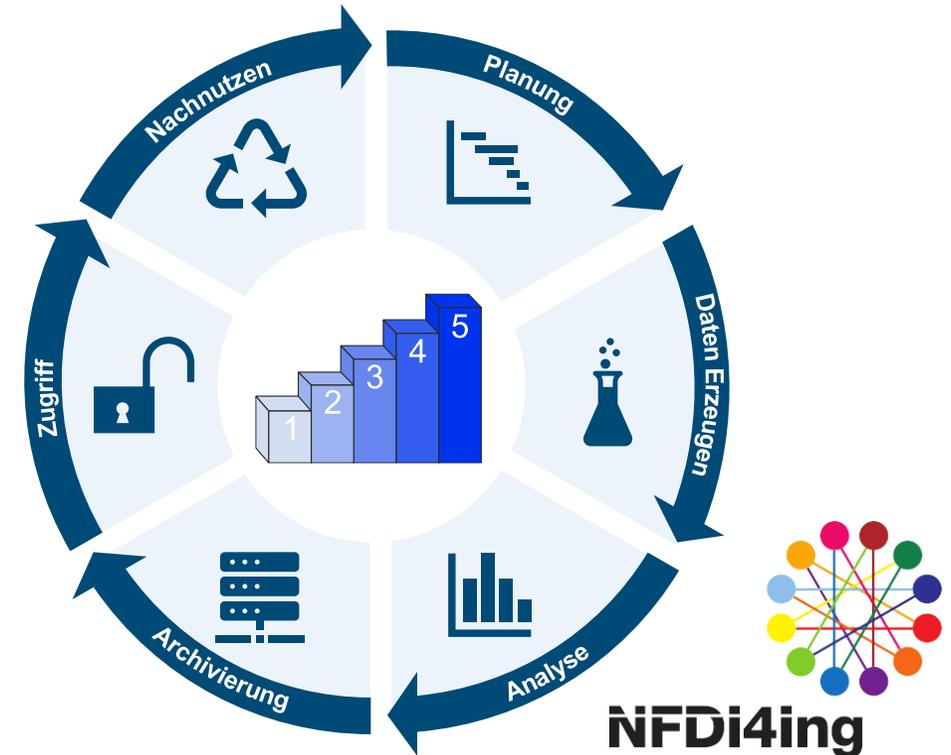 Planung
Daten Erzeugen
Analyse
Archivierung
Zugriff
Nachnutzen
1
2
3
4
5
NFDi4ing